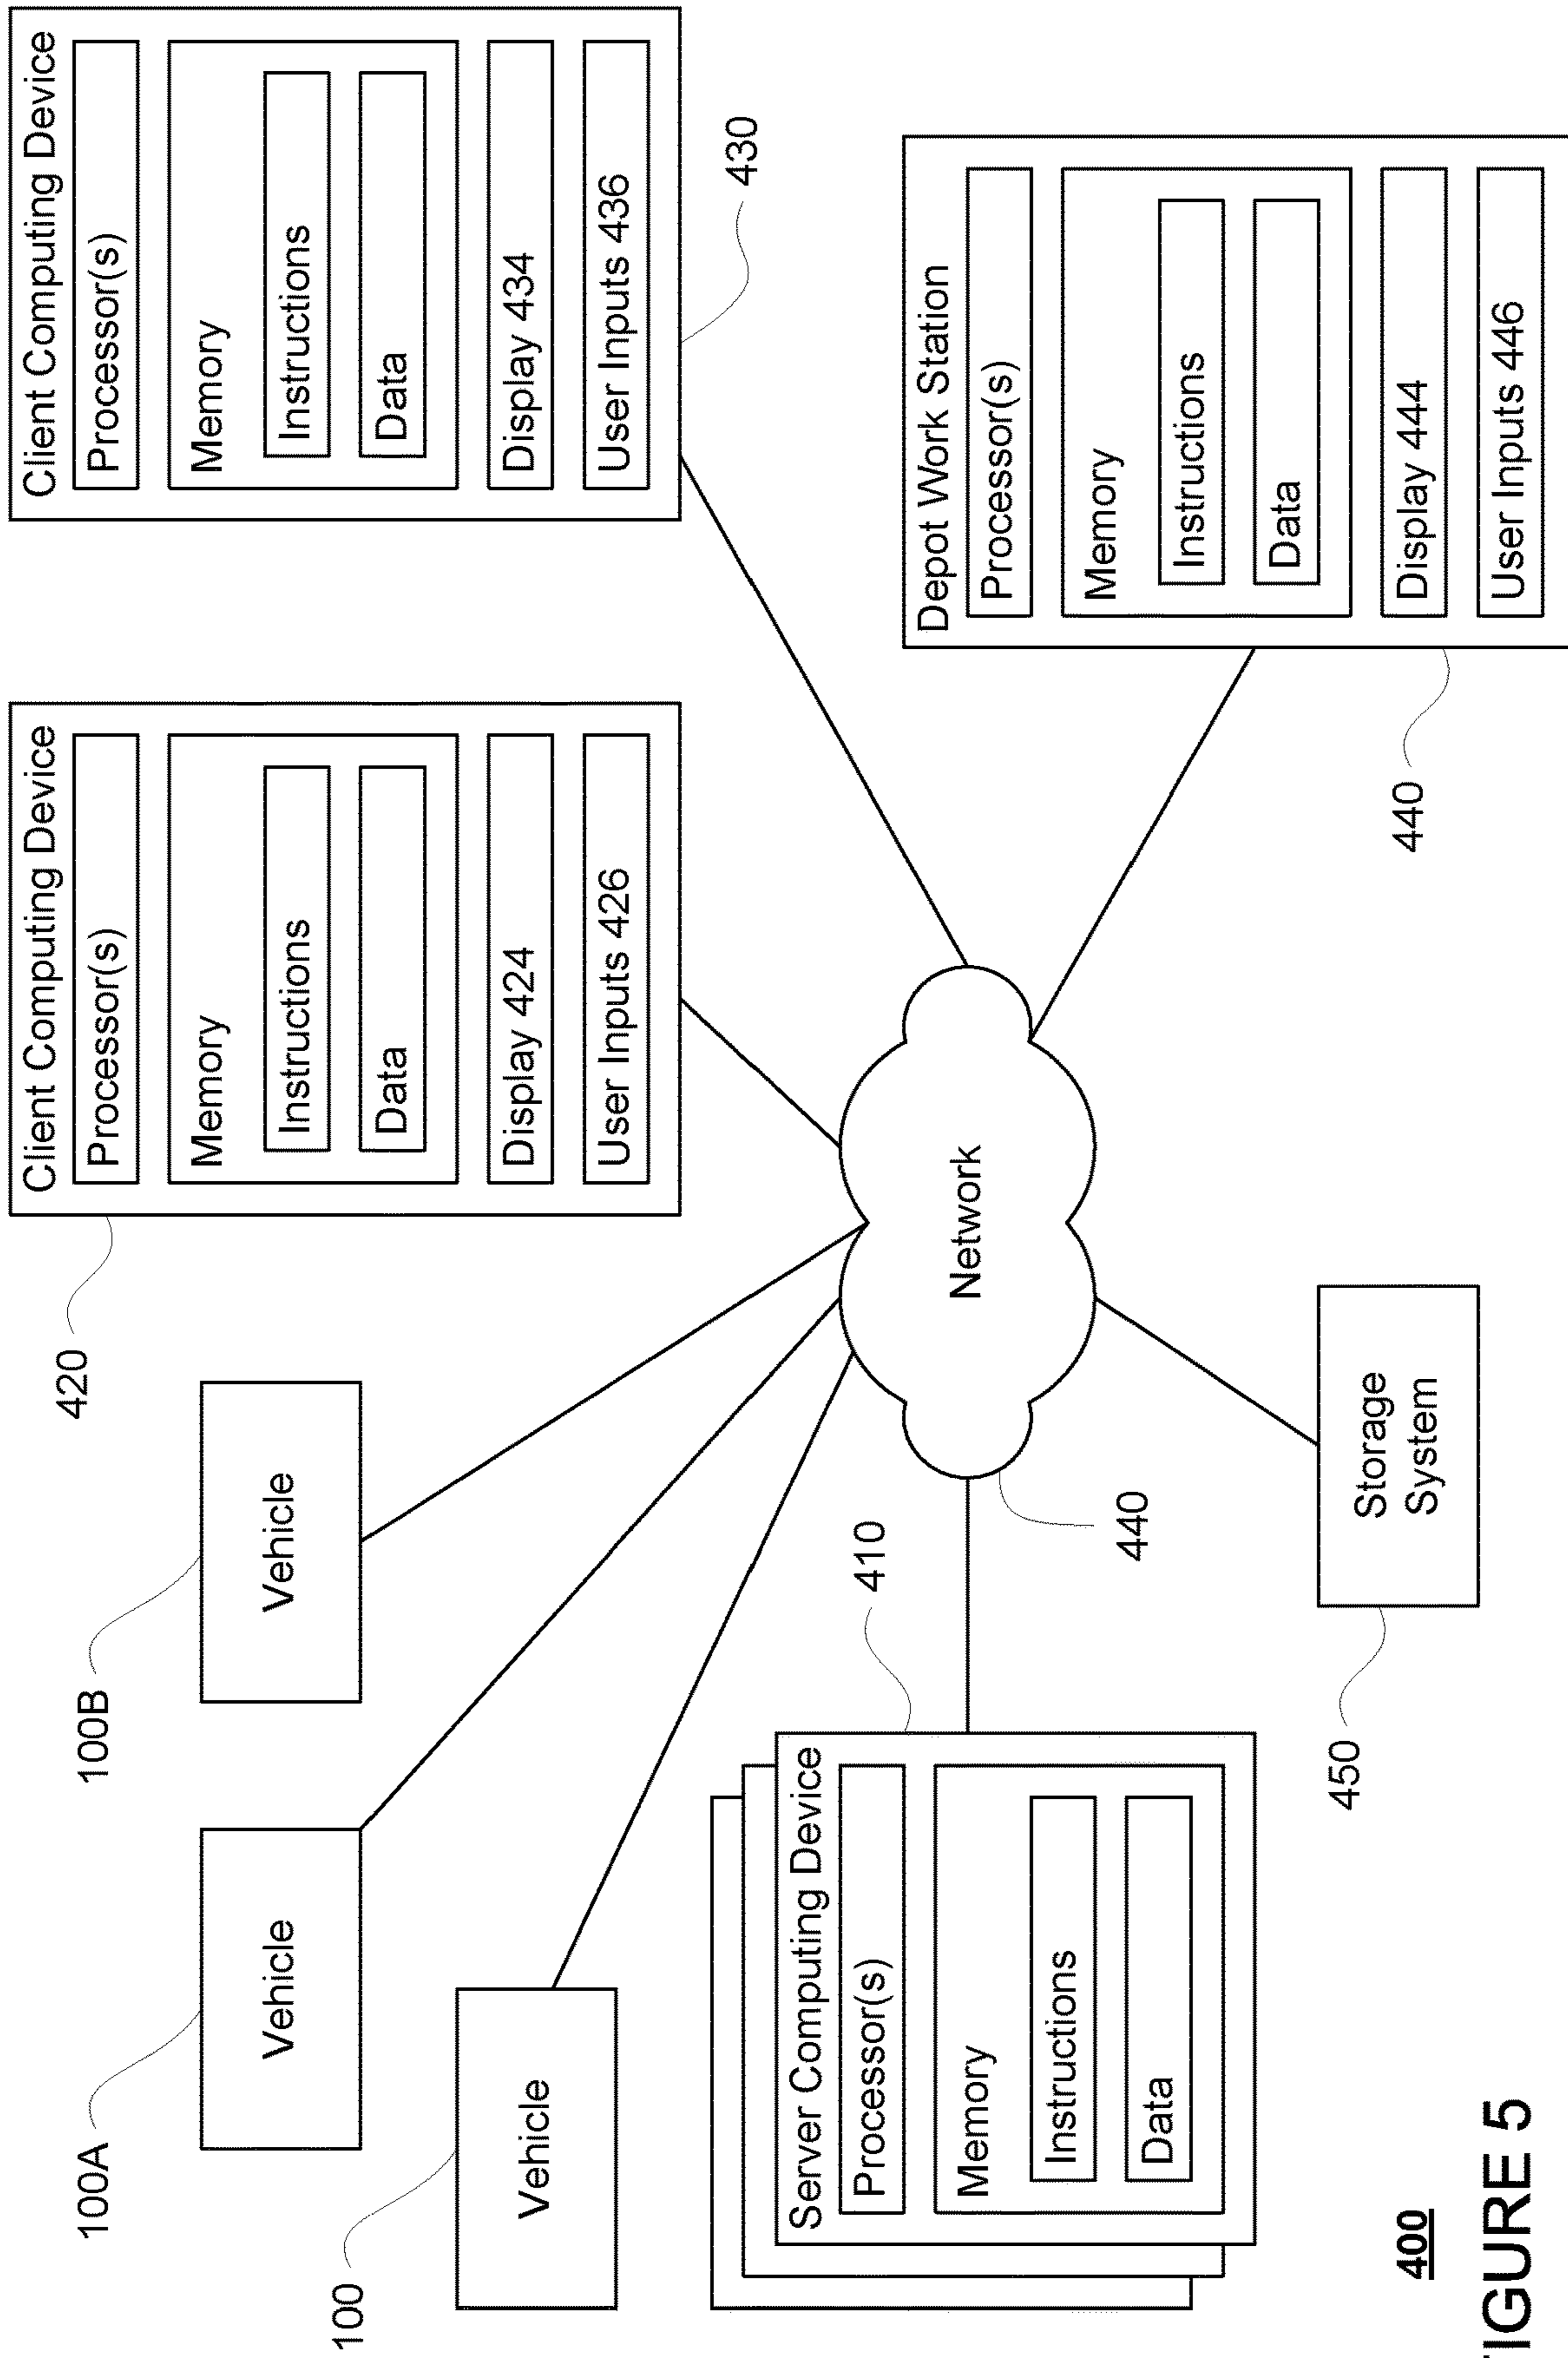 100A
Vehicle
100B
Vehicle
420
Client Computing Device
Processor(s)
Memory
Instructions
Data
Display 424
User Inputs 426
Client Computing Device
Processor(s)
Memory
Instructions
Data
Display 434
User Inputs 436
430
100
Vehicle
410
Server Computing Device
Processor(s)
Memory
Instructions
Data
Network
440
Depot Work Station
Processor(s)
Memory
Instructions
Data
Display 444
User Inputs 446
440
450
Storage
System
400
FIGURE 5